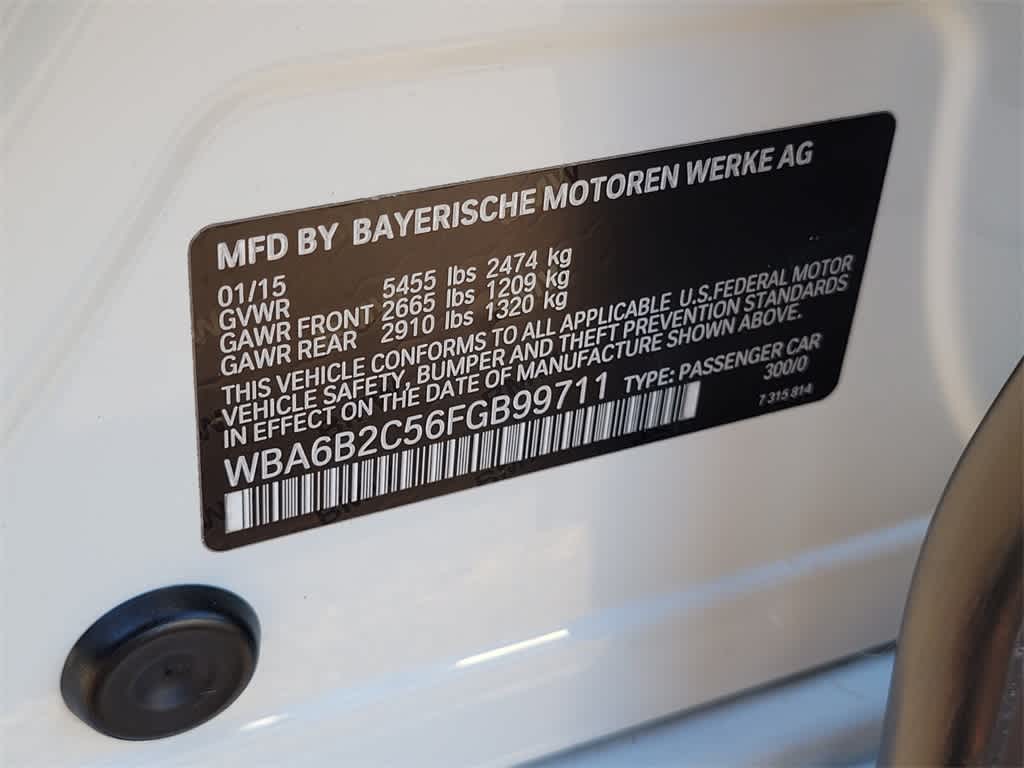 MFD BY BAYERISCHE MOTOREN WERKE AG
01/15
GVWR 5455 lbs 2474 kg
GAWR FRONT 2665 lbs 1209 kg
GAWR REAR 2910 lbs 1320 kg
THIS VEHICLE CONFORMS TO ALL APPLICABLE U.S.FEDERAL MOTOR
VEHICLE SAFETY, BUMPER AND THEFT PREVENTION STANDARDS
IN EFFECT ON THE DATE OF MANUFACTURE SHOWN ABOVE.
WBA6B2C56FGB99711 TYPE: PASSENGER CAR
300/0
7 315 814